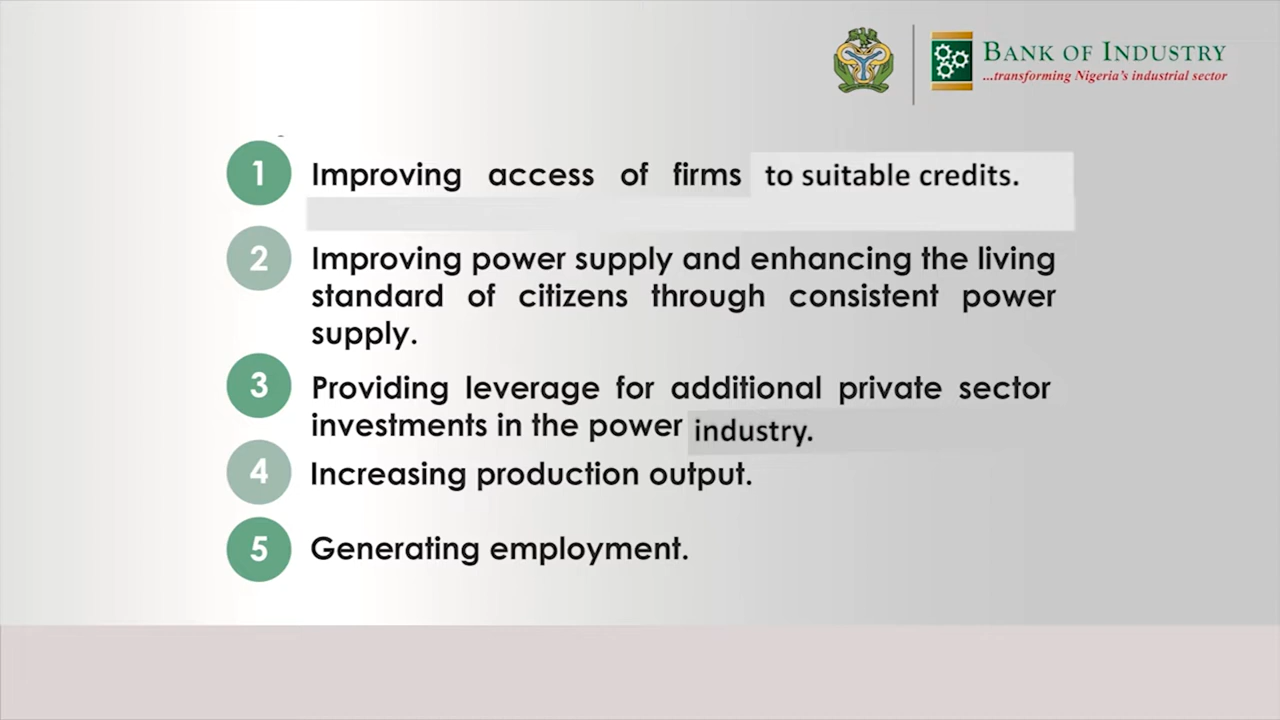 BANK OF INDUSTRY
...transforming Nigeria's industrial sector
1 Improving access of firms to suitable credits.
2 Improving power supply and enhancing the living
standard of citizens through consistent power
supply.
3 Providing leverage for additional private sector
investments in the power industry.
4 Increasing production output.
5 Generating employment.